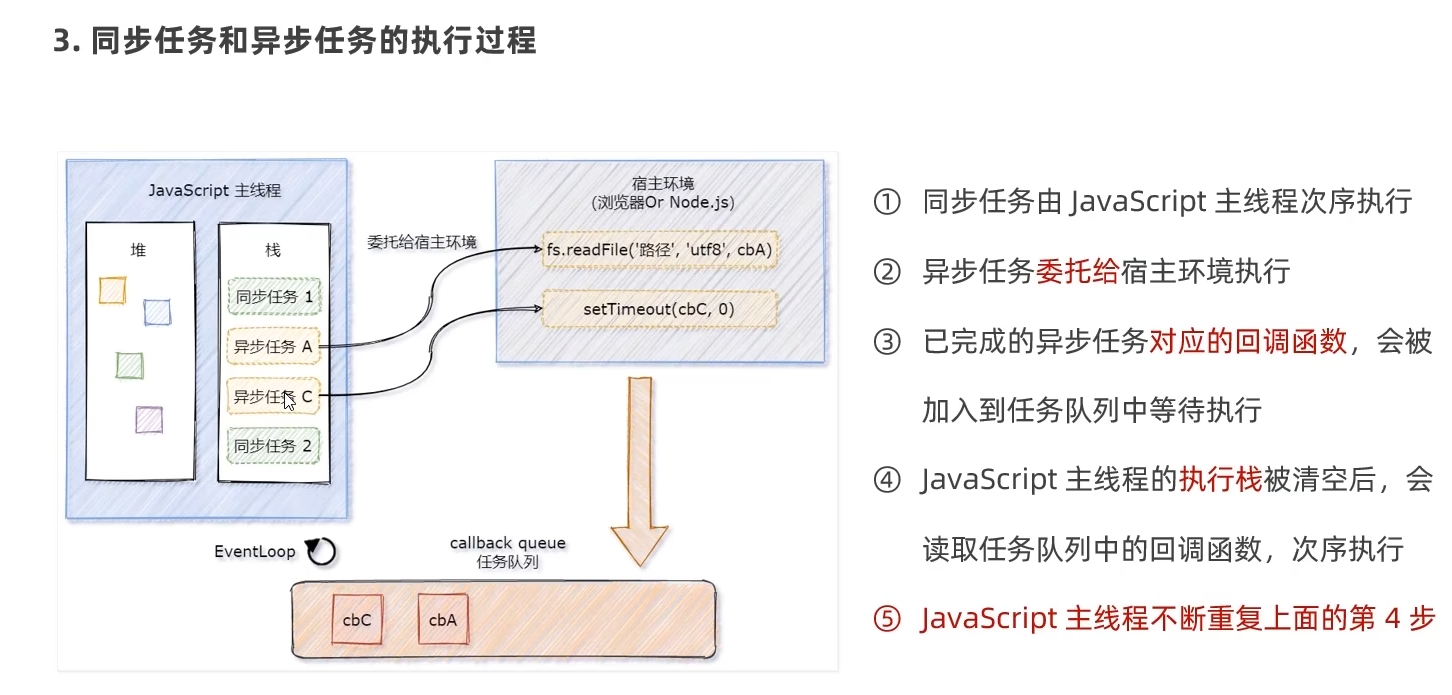 3. 同步任务和异步任务的执行过程
JavaScript 主线程
堆
栈
同步任务 1
异步任务 A
异步任务 C
同步任务 2
委托给宿主环境
宿主环境
(浏览器Or Node.js)
fs.readFile('路径', 'utf8', cbA)
setTimeout(cbC, 0)
EventLoop
callback queue
任务队列
cbC
cbA
① 同步任务由 JavaScript 主线程次序执行
② 异步任务委托给宿主环境执行
③ 已完成的异步任务对应的回调函数，会被
加入到任务队列中等待执行
④ JavaScript 主线程的执行栈被清空后，会
读取任务队列中的回调函数，次序执行
⑤ JavaScript 主线程不断重复上面的第 4 步